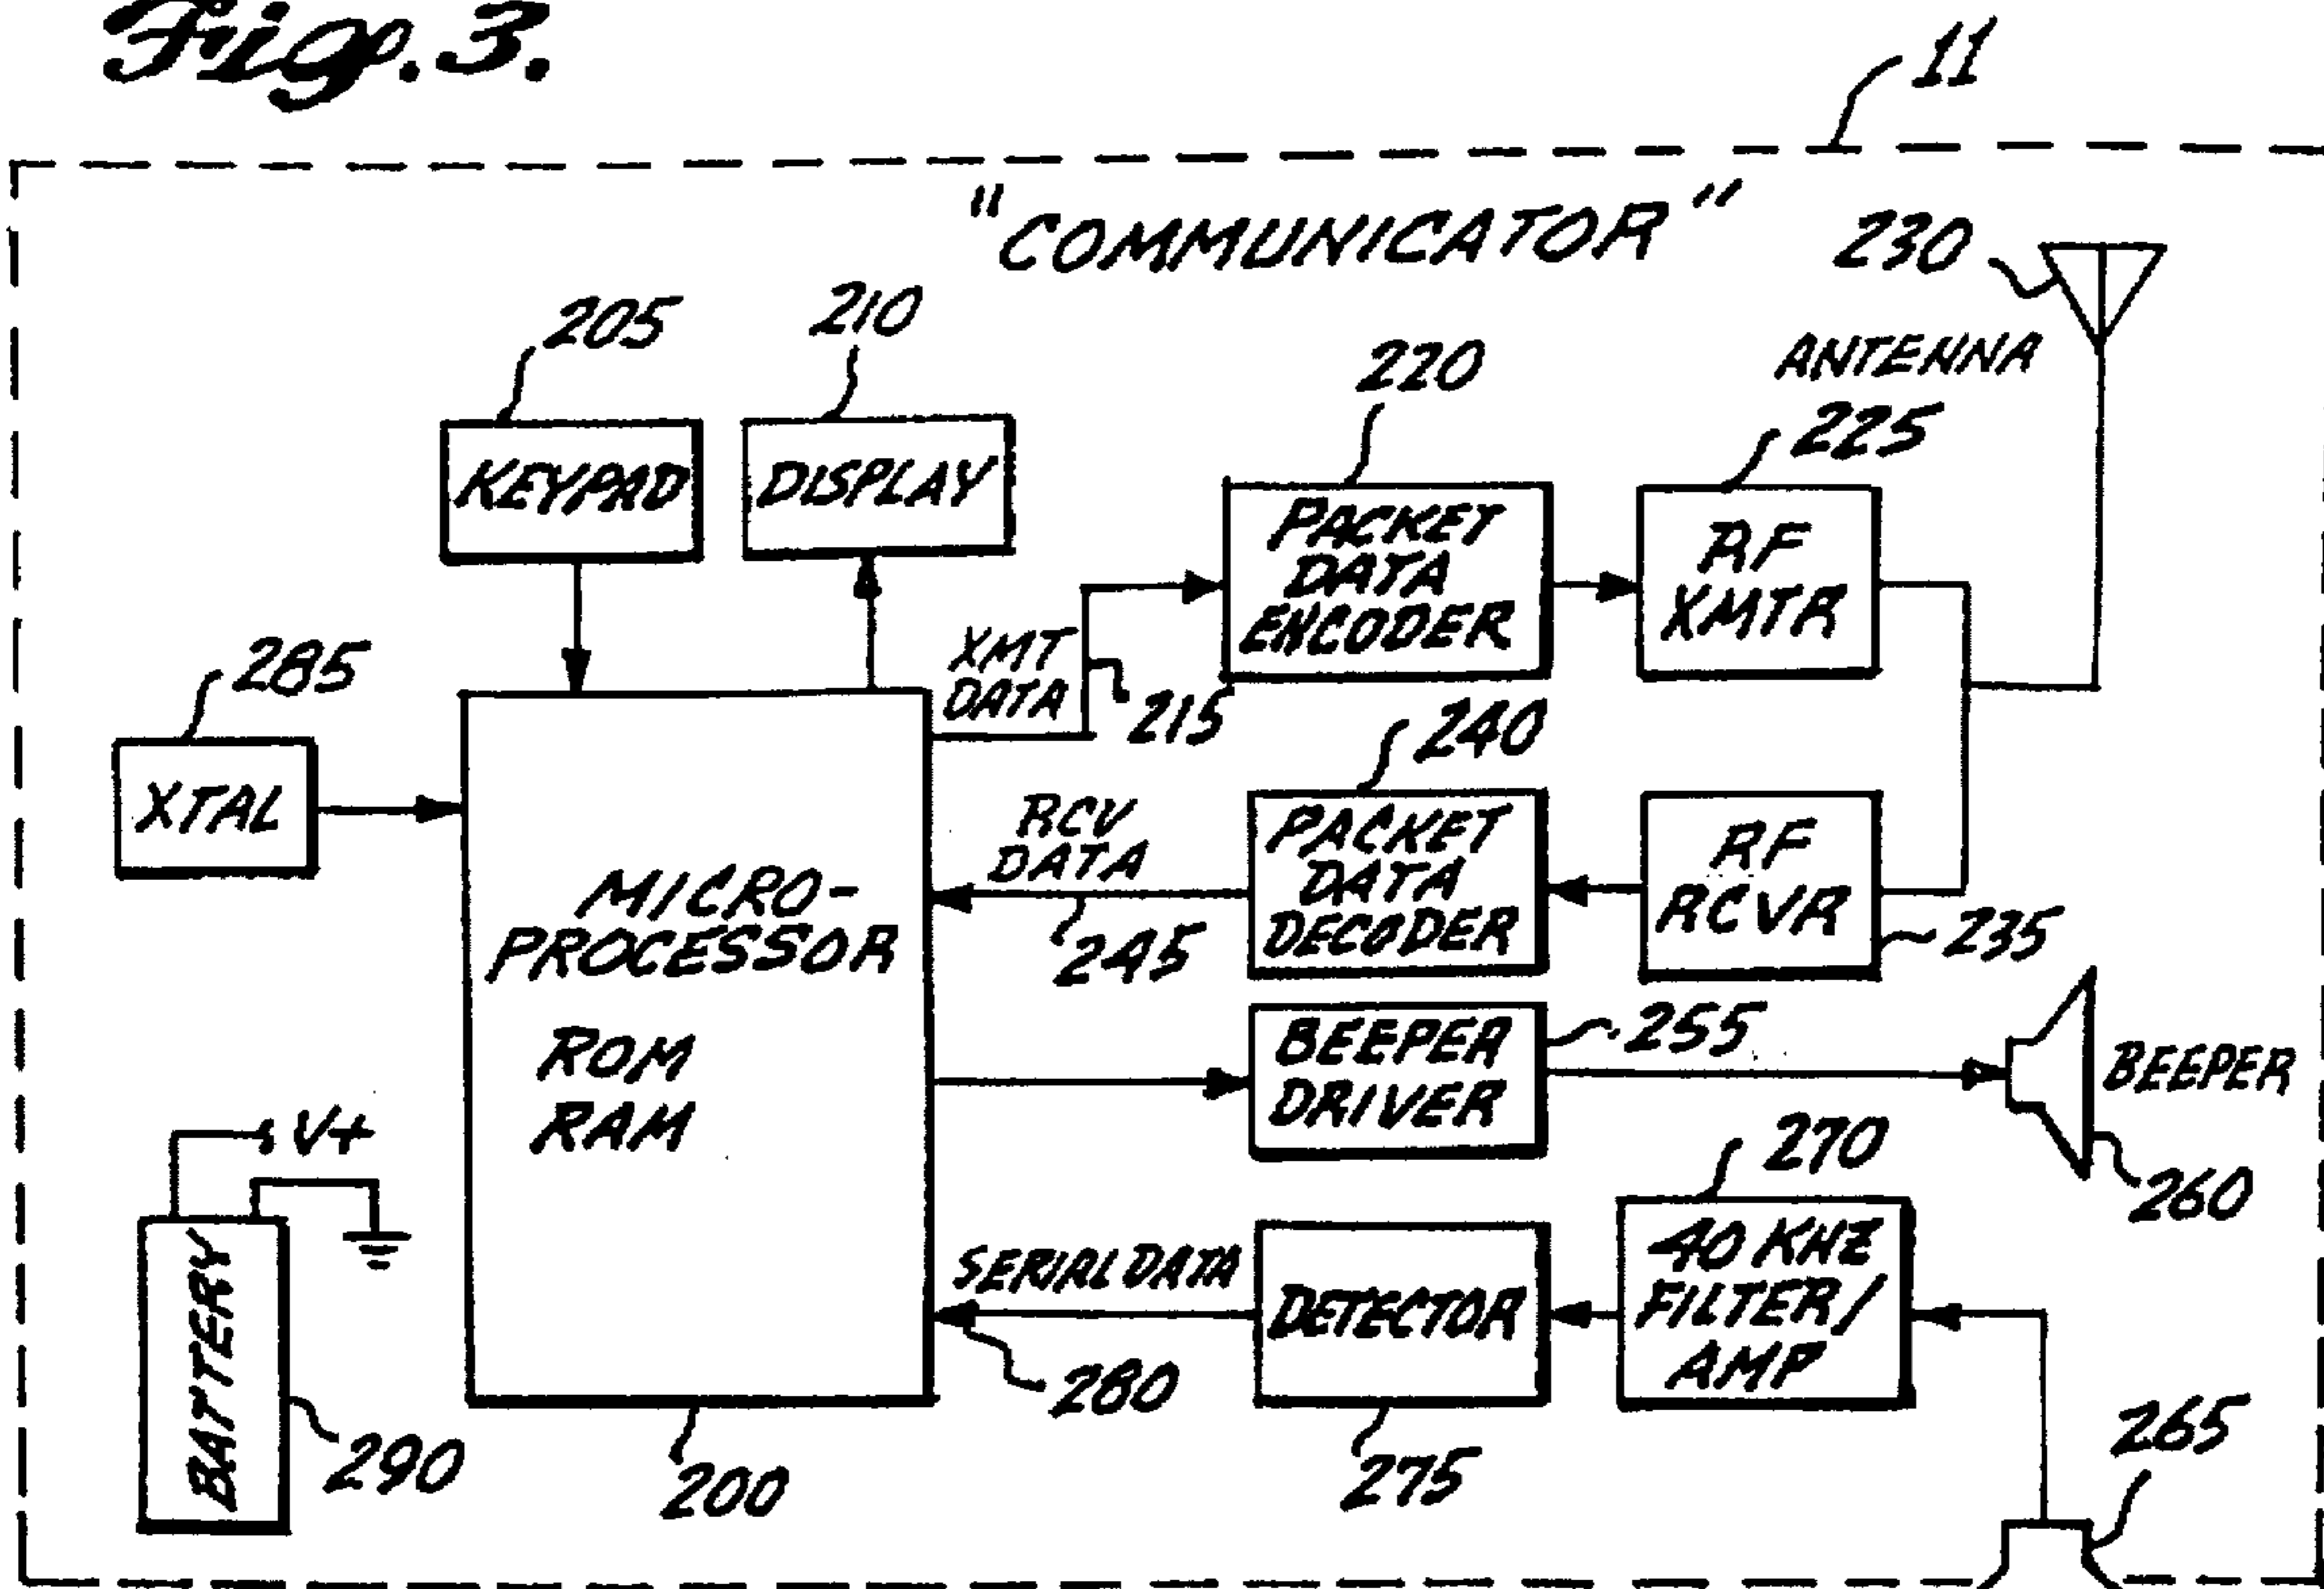 Fig. 3.
11
"COMMUNICATOR"
230
ANTENNA
205
210
220
225
KEYPAD
DISPLAY
PACKET
DATA
ENCODER
RF
XMTR
XMT
DATA
215
285
XTAL
240
RCV
DATA
245
PACKET
DATA
DECODER
RF
RCVR
235
MICRO-
PROCESSOR
ROM
RAM
BEEPER
DRIVER
255
BEEPER
260
V+
BATTERY
290
270
40 KHZ
FILTER/
AMP
SERIAL DATA
280
DETECTOR
275
265
200